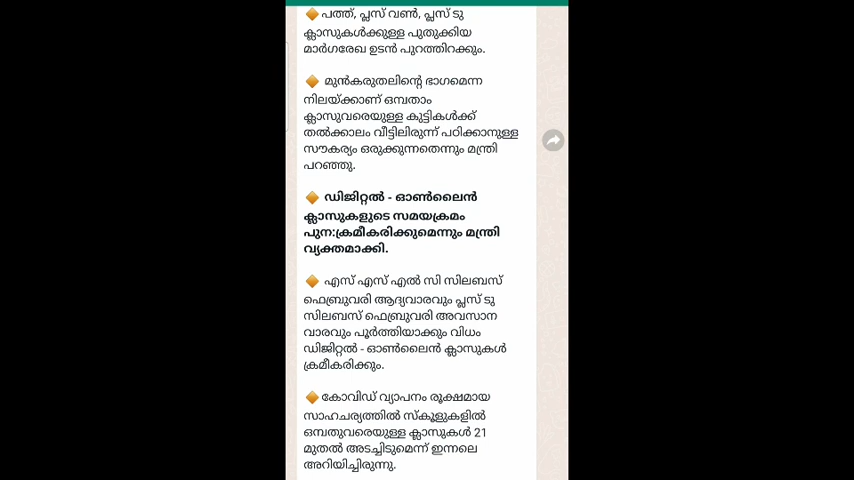 🔶പത്ത്, പ്ലസ് വൺ, പ്ലസ് ടു
ക്ലാസുകൾക്കുള്ള പുതുക്കിയ
മാർഗരേഖ ഉടൻ പുറത്തിറക്കും.
🔶 മുൻകരുതലിന്റെ ഭാഗമെന്ന
നിലയ്ക്കാണ് ഒമ്പതാം
ക്ലാസുവരെയുള്ള കുട്ടികൾക്ക്
തൽക്കാലം വീട്ടിലിരുന്ന് പഠിക്കാനുള്ള
സൗകര്യം ഒരുക്കുന്നതെന്നും മന്ത്രി
പറഞ്ഞു.
🔶 ഡിജിറ്റൽ - ഓൺലൈൻ
ക്ലാസുകളുടെ സമയക്രമം
പുന:ക്രമീകരിക്കുമെന്നും മന്ത്രി
വ്യക്തമാക്കി.
🔶 എസ് എസ് എൽ സി സിലബസ്
ഫെബ്രുവരി ആദ്യവാരവും പ്ലസ് ടു
സിലബസ് ഫെബ്രുവരി അവസാന
വാരവും പൂർത്തിയാക്കും വിധം
ഡിജിറ്റൽ - ഓൺലൈൻ ക്ലാസുകൾ
ക്രമീകരിക്കും.
🔶കോവിഡ് വ്യാപനം രൂക്ഷമായ
സാഹചര്യത്തിൽ സ്കൂളുകളിൽ
ഒമ്പതുവരെയുള്ള ക്ലാസുകൾ 21
മുതൽ അടച്ചിടുമെന്ന് ഇന്നലെ
അറിയിച്ചിരുന്നു.